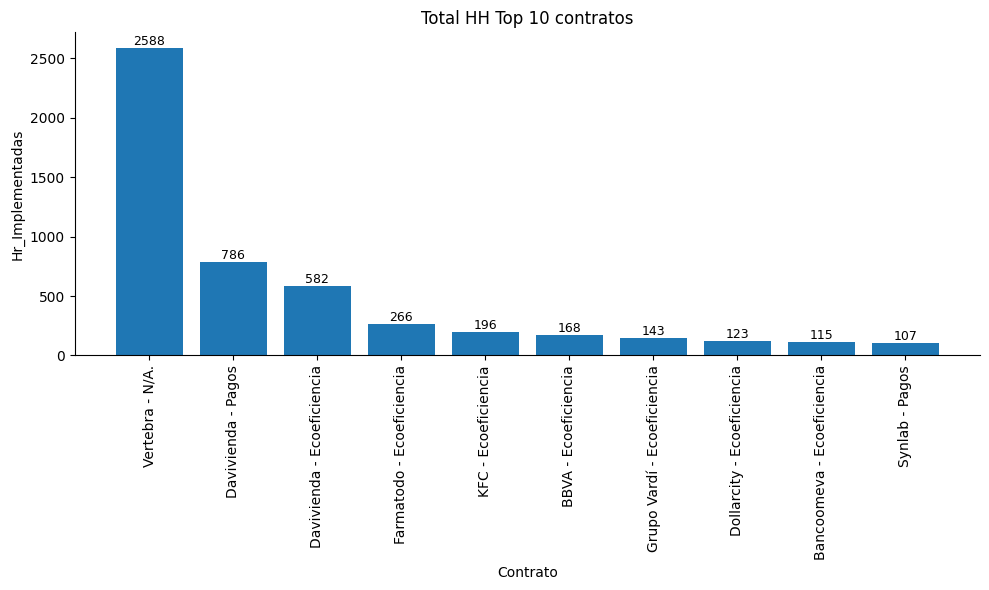 Total HH Top 10 contratos
Hr_Implementadas
2500
2000
1500
1000
500
0
2588
786
582
266
196
168
143
123
115
107
Vertebra - N/A.
Davivienda - Pagos
Davivienda - Ecoeficiencia
Farmatodo - Ecoeficiencia
KFC - Ecoeficiencia
BBVA - Ecoeficiencia
Grupo Vardí - Ecoeficiencia
Dollarcity - Ecoeficiencia
Bancoomeva - Ecoeficiencia
Synlab - Pagos
Contrato